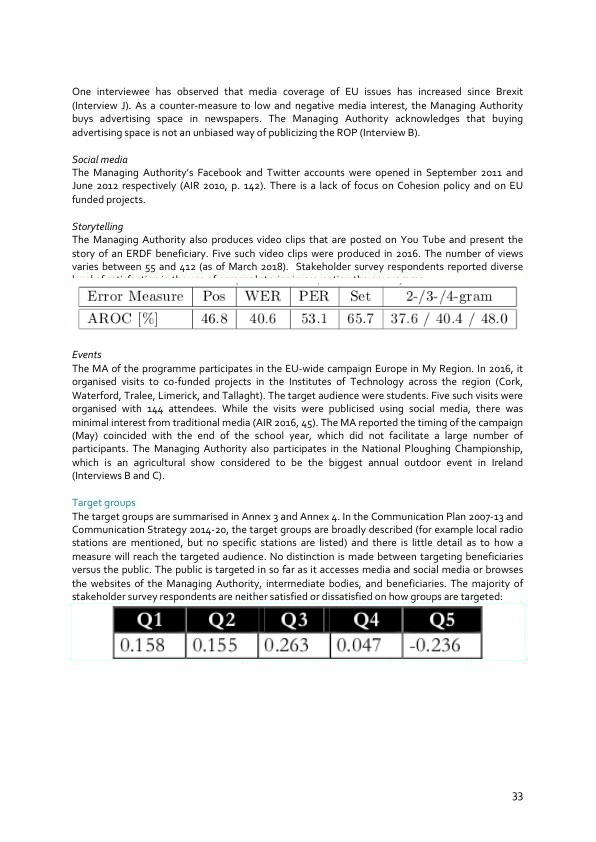 One interviewee has observed that media coverage of EU issues has increased since Brexit
(Interview J). As a counter-measure to low and negative media interest, the Managing Authority
buys advertising space in newspapers. The Managing Authority acknowledges that buying
advertising space is not an unbiased way of publicizing the ROP (Interview B).
Social media
The Managing Authority's Facebook and Twitter accounts were opened in September 2011 and
June 2012 respectively (AIR 2010, p. 142). There is a lack of focus on Cohesion policy and on EU
funded projects.
Storytelling
The Managing Authority also produces video clips that are posted on You Tube and present the
story of an ERDF beneficiary. Five such video clips were produced in 2016. The number of views
varies between 55 and 412 (as of March 2018). Stakeholder survey respondents reported diverse
Error Measure Pos WER PER Set 2-/3-/4-gram
AROC [%] 46.8 40.6 53.1 65.7 37.6 / 40.4 / 48.0
Events
The MA of the programme participates in the EU-wide campaign Europe in My Region. In 2016, it
organised visits to co-funded projects in the Institutes of Technology across the region (Cork,
Waterford, Tralee, Limerick, and Tallaght). The target audience were students. Five such visits were
organised with 144 attendees. While the visits were publicised using social media, there was
minimal interest from traditional media (AIR 2016, 45). The MA reported the timing of the campaign
(May) coincided with the end of the school year, which did not facilitate a large number of
participants. The Managing Authority also participates in the National Ploughing Championship,
which is an agricultural show considered to be the biggest annual outdoor event in Ireland
(Interviews B and C).
Target groups
The target groups are summarised in Annex 3 and Annex 4. In the Communication Plan 2007-13 and
Communication Strategy 2014-20, the target groups are broadly described (for example local radio
stations are mentioned, but no specific stations are listed) and there is little detail as to how a
measure will reach the targeted audience. No distinction is made between targeting beneficiaries
versus the public. The public is targeted in so far as it accesses media and social media or browses
the websites of the Managing Authority, intermediate bodies, and beneficiaries. The majority of
stakeholder survey respondents are neither satisfied or dissatisfied on how groups are targeted:
Q1 Q2 Q3 Q4 Q5
0.158 0.155 0.263 0.047 -0.236
33